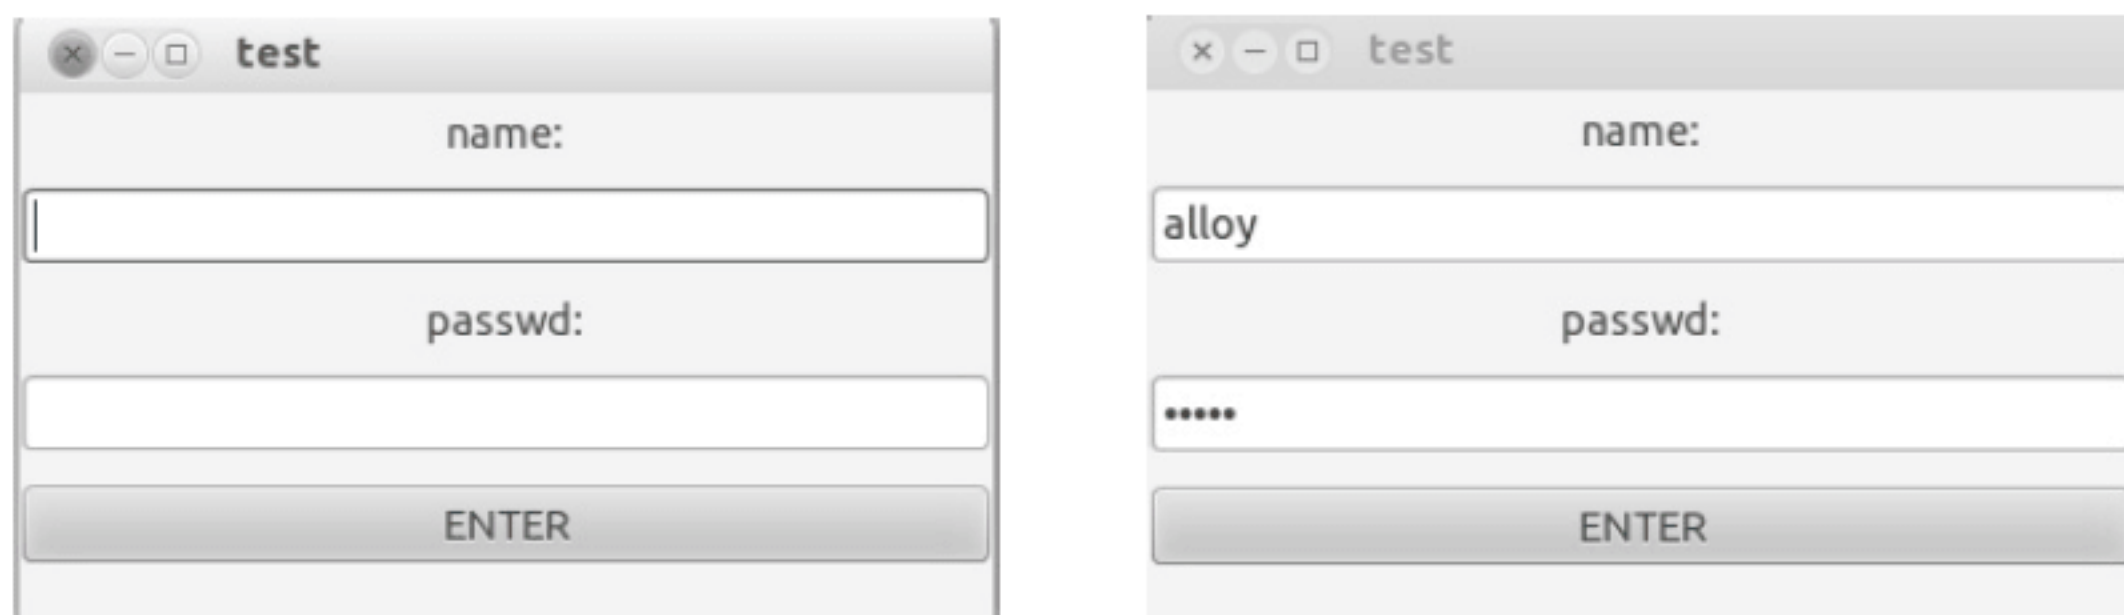 test
name:
passwd:
ENTER
test
name:
alloy
passwd:
•••••
ENTER